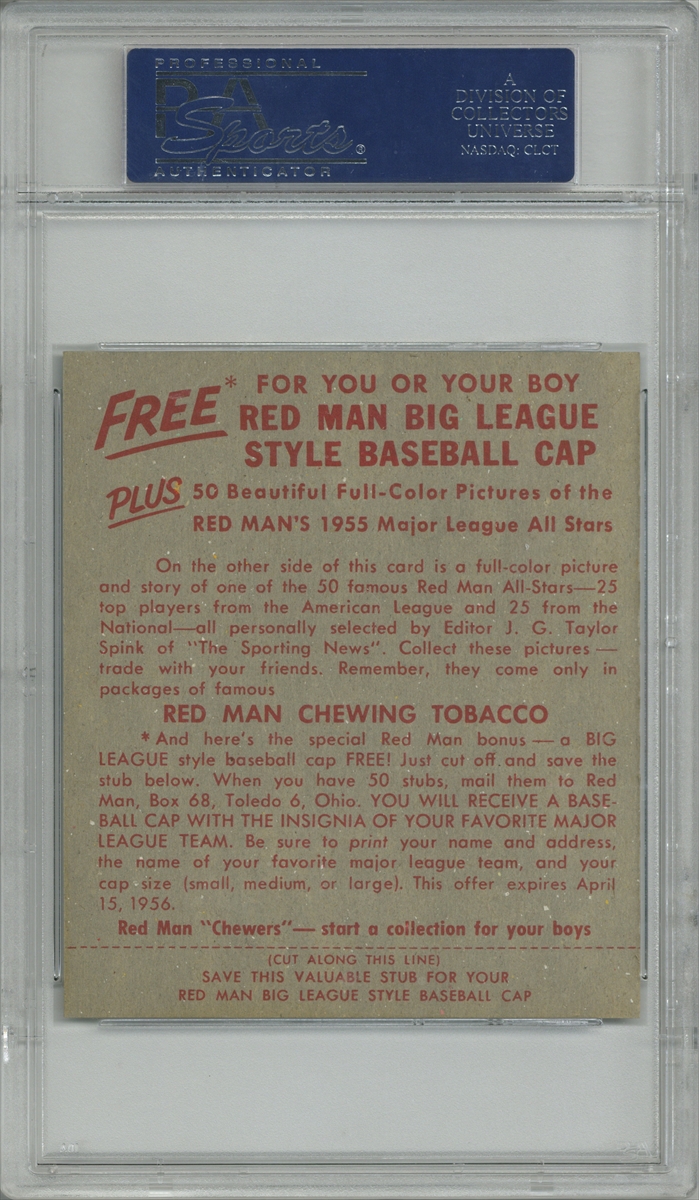 PROFESSIONAL
PSA
Sports®
AUTHENTICATOR
A
DIVISION OF
COLLECTORS
UNIVERSE
NASDAQ: CLCT
FREE* FOR YOU OR YOUR BOY
RED MAN BIG LEAGUE
STYLE BASEBALL CAP
PLUS 50 Beautiful Full-Color Pictures of the
RED MAN'S 1955 Major League All Stars
On the other side of this card is a full-color picture
and story of one of the 50 famous Red Man All-Stars—25
top players from the American League and 25 from the
National—all personally selected by Editor J. G. Taylor
Spink of "The Sporting News". Collect these pictures —
trade with your friends. Remember, they come only in
packages of famous
RED MAN CHEWING TOBACCO
*And here's the special Red Man bonus — a BIG
LEAGUE style baseball cap FREE! Just cut off and save the
stub below. When you have 50 stubs, mail them to Red
Man, Box 68, Toledo 6, Ohio. YOU WILL RECEIVE A BASE-
BALL CAP WITH THE INSIGNIA OF YOUR FAVORITE MAJOR
LEAGUE TEAM. Be sure to print your name and address,
the name of your favorite major league team, and your
cap size (small, medium, or large). This offer expires April
15, 1956.
Red Man "Chewers"— start a collection for your boys
(CUT ALONG THIS LINE)
SAVE THIS VALUABLE STUB FOR YOUR
RED MAN BIG LEAGUE STYLE BASEBALL CAP